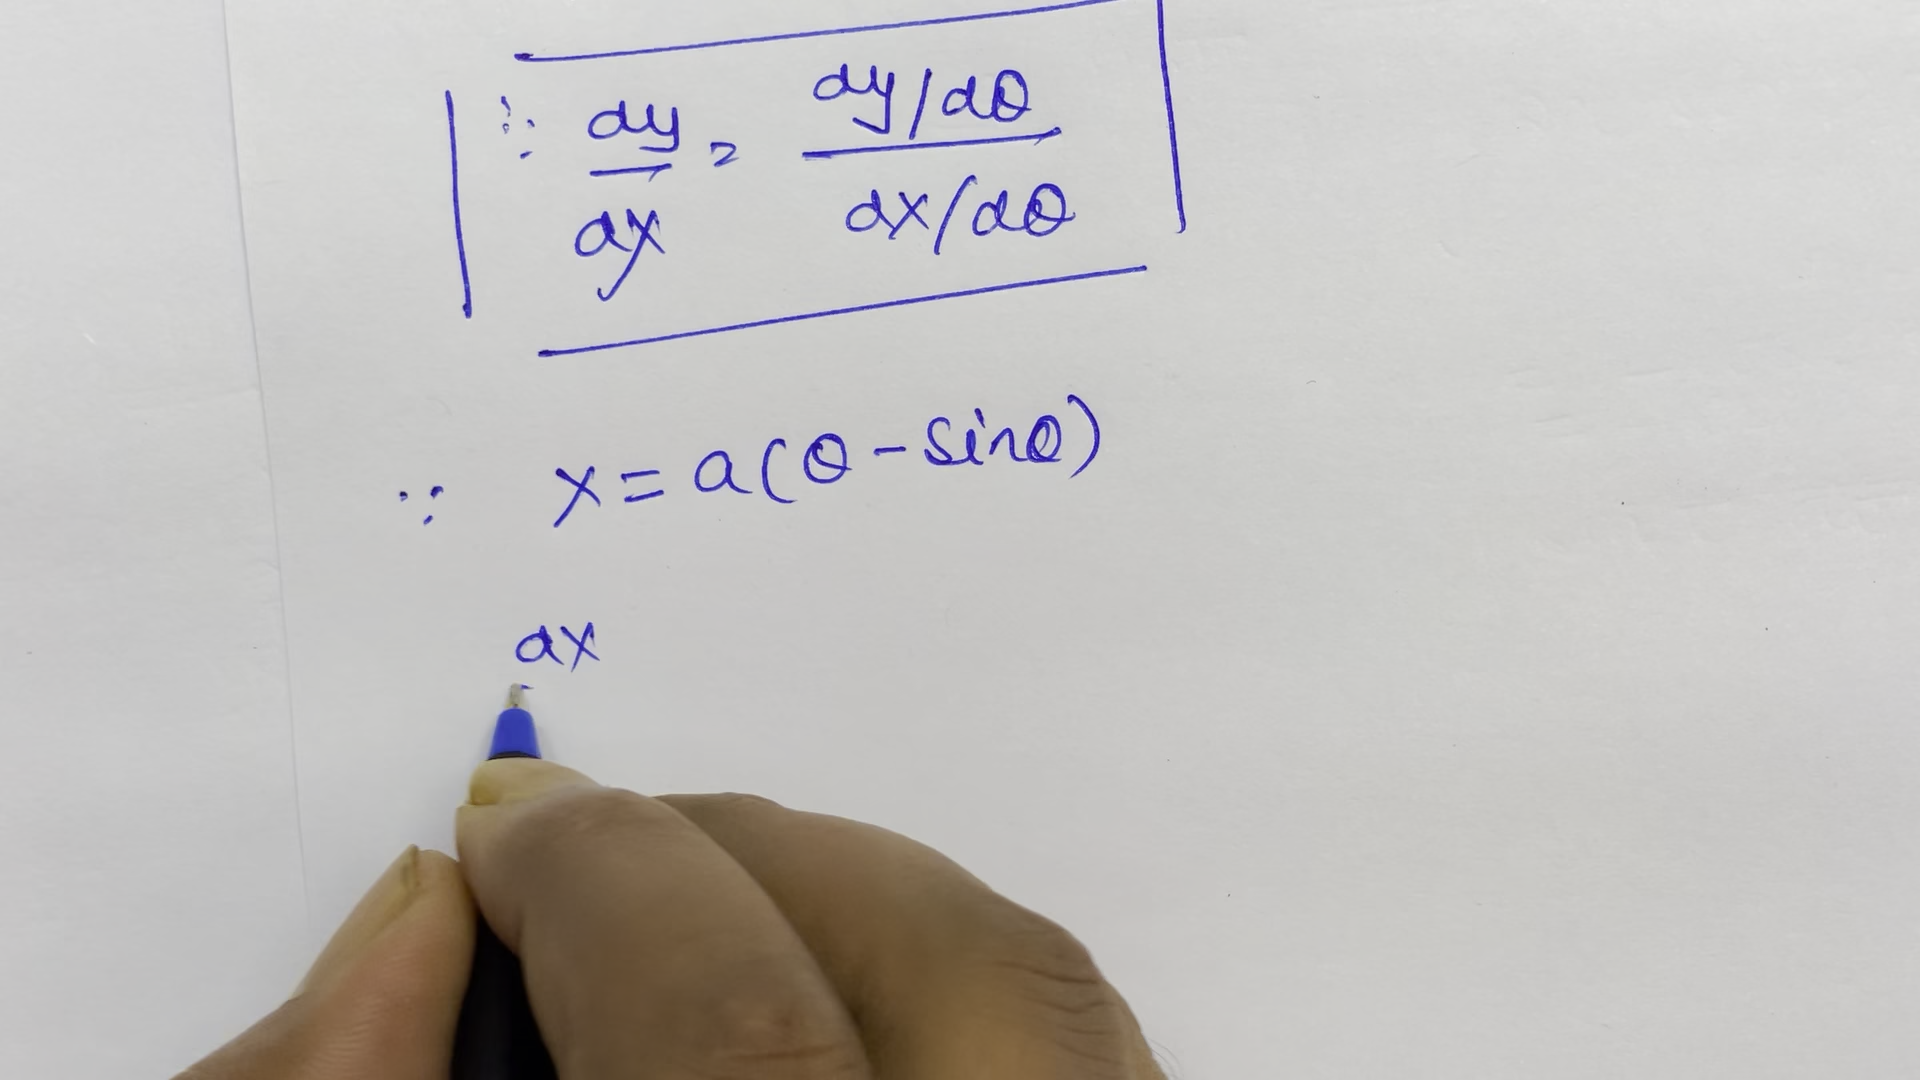 ∵ dy/dx = dy/dθ / dx/dθ
∵ x = a(θ - sinθ)
dx